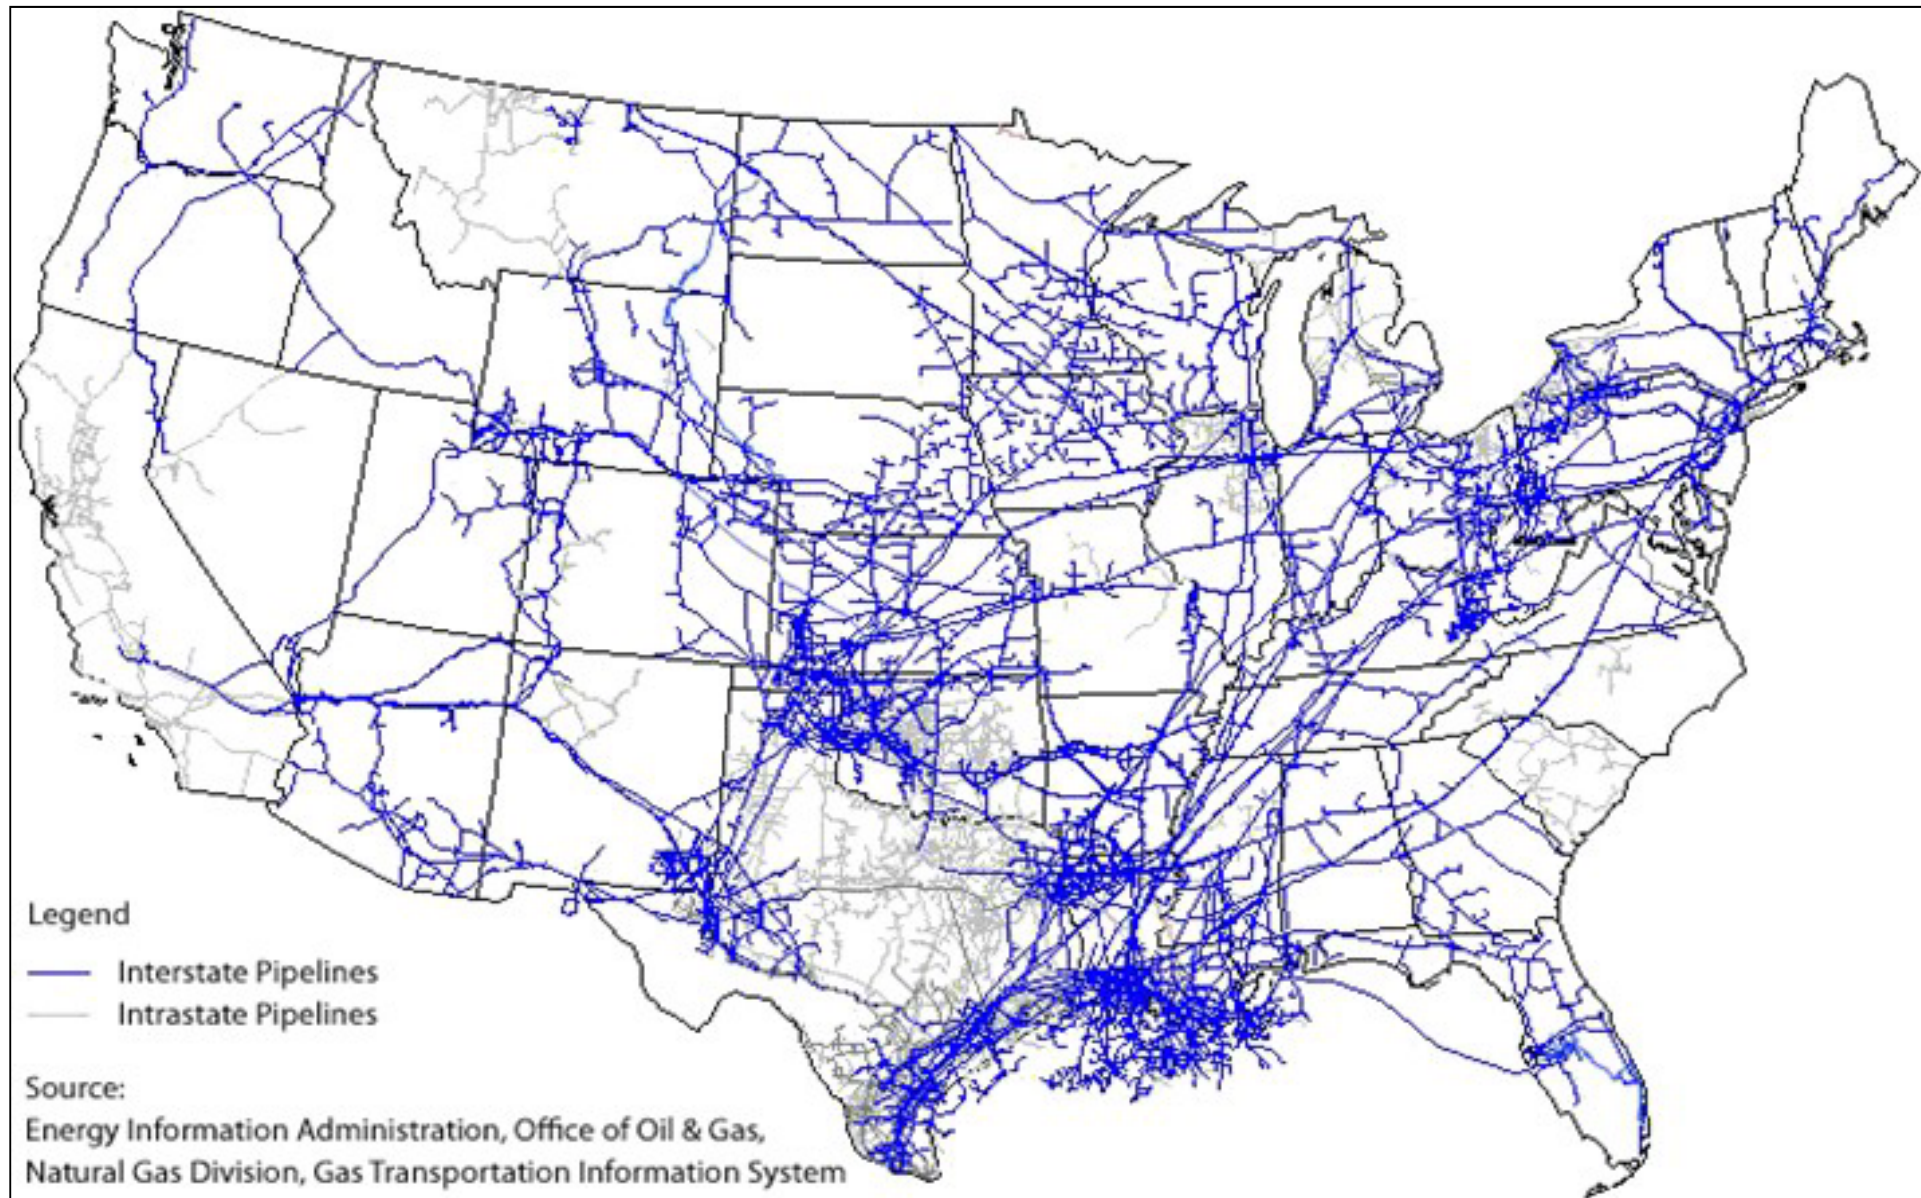 Legend
Interstate Pipelines
Intrastate Pipelines
Source:
Energy Information Administration, Office of Oil & Gas,
Natural Gas Division, Gas Transportation Information System